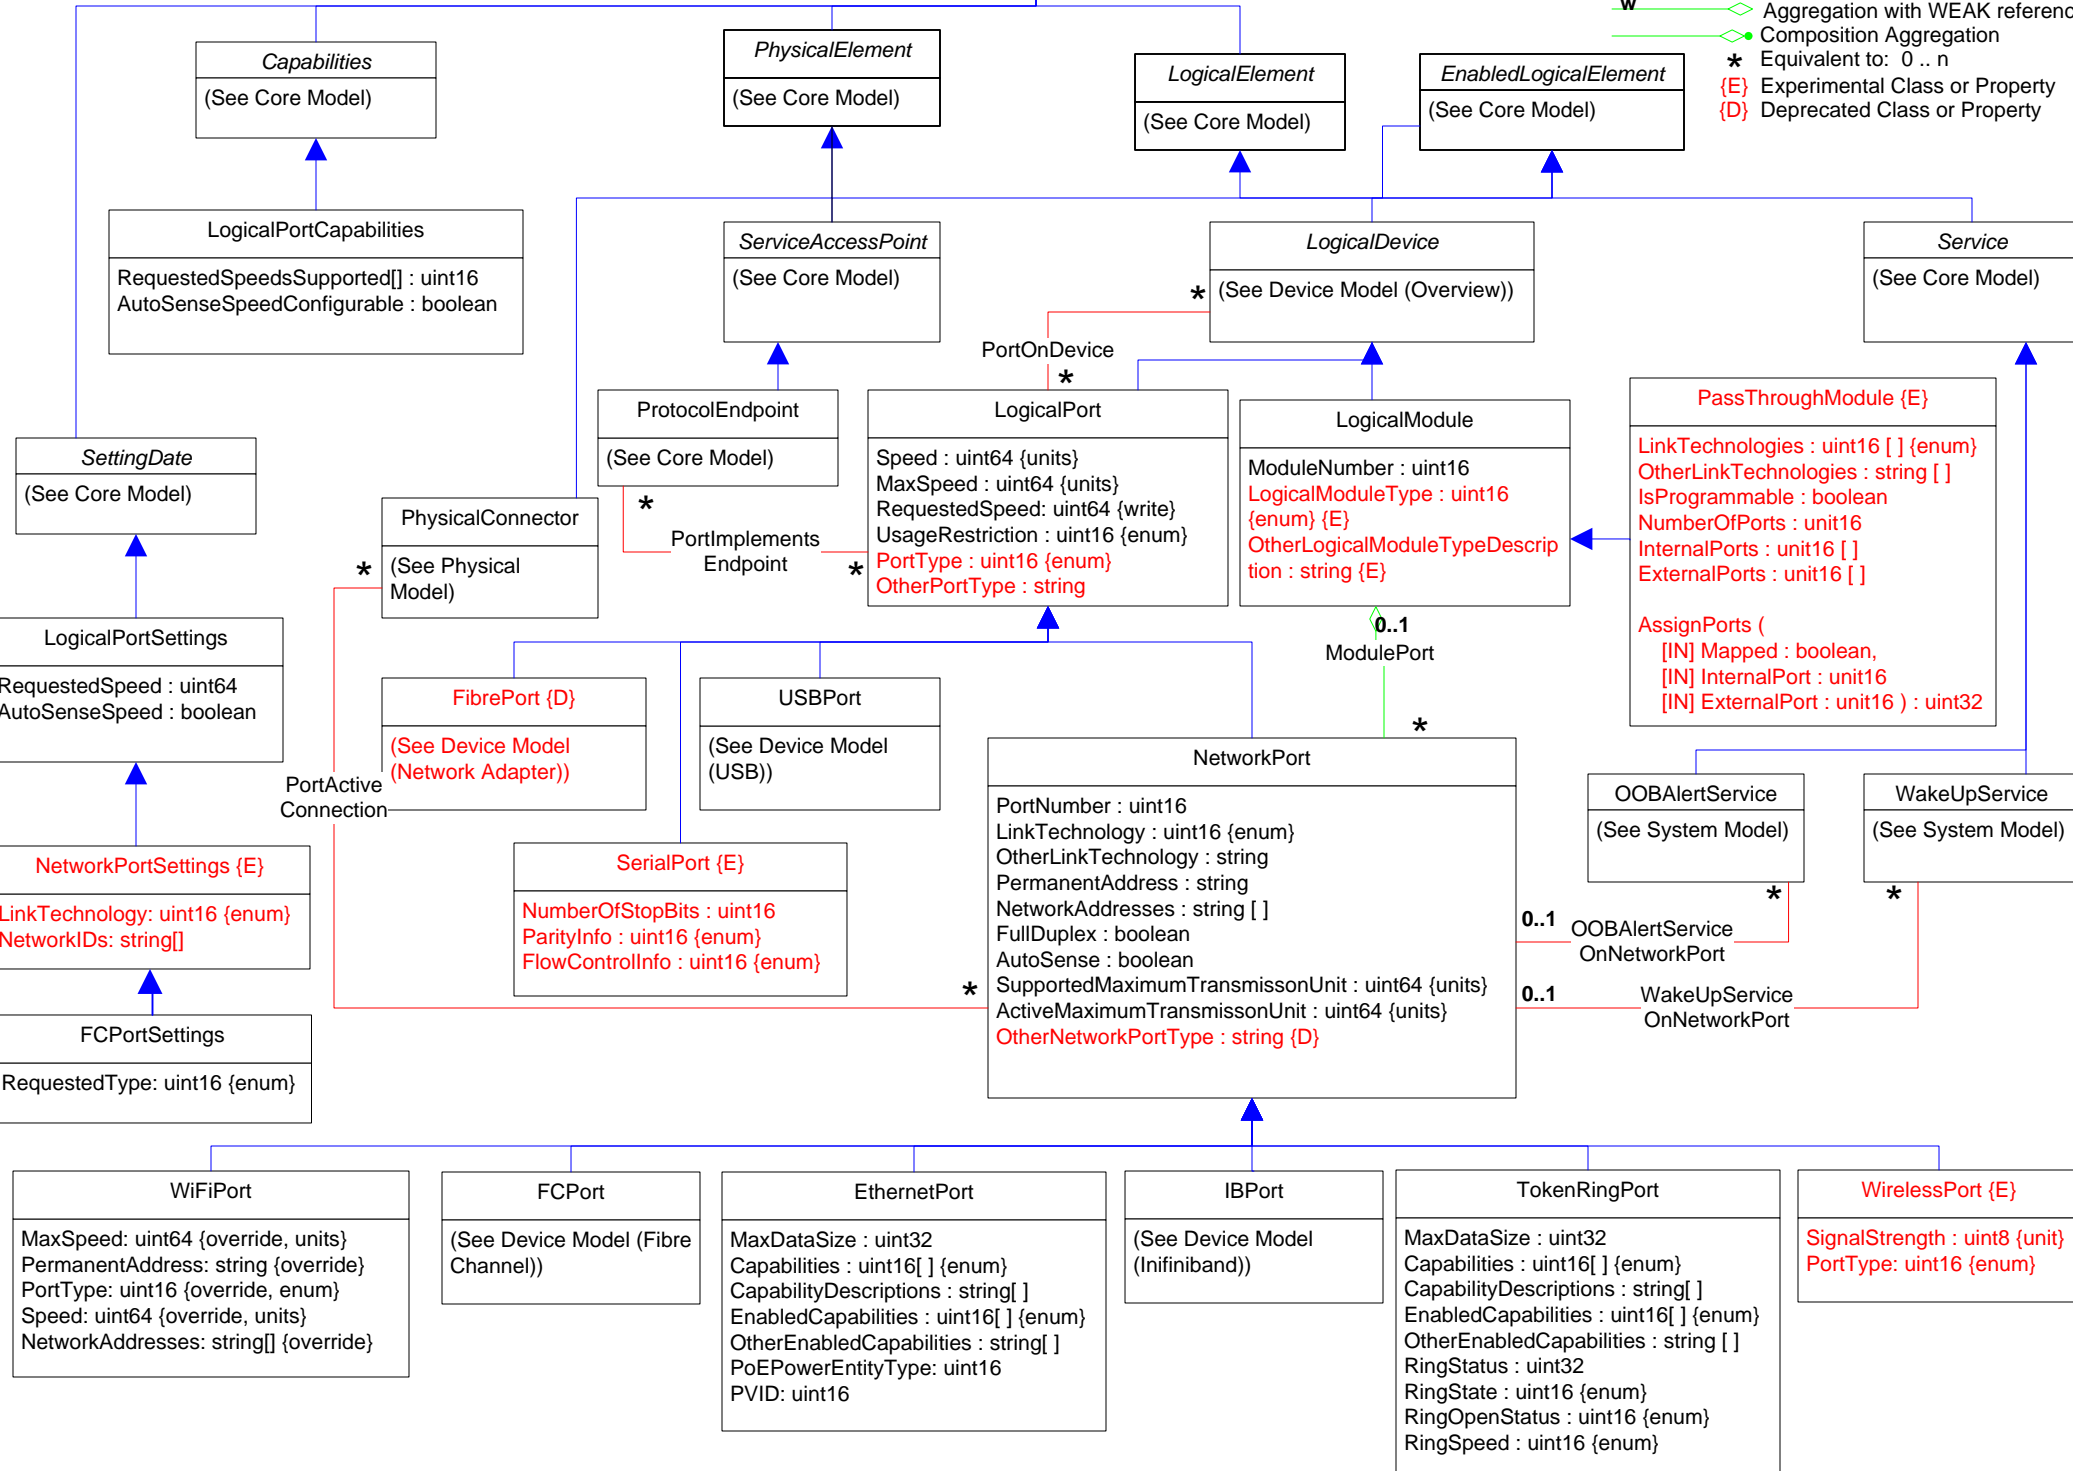 w
Aggregation with WEAK referenc
Composition Aggregation
* Equivalent to: 0 .. n
{E} Experimental Class or Property
{D} Deprecated Class or Property
Capabilities
(See Core Model)
PhysicalElement
(See Core Model)
LogicalElement
(See Core Model)
EnabledLogicalElement
(See Core Model)
LogicalPortCapabilities
RequestedSpeedsSupported[] : uint16
AutoSenseSpeedConfigurable : boolean
ServiceAccessPoint
(See Core Model)
LogicalDevice
(See Device Model (Overview))
Service
(See Core Model)
*
PortOnDevice
*
SettingDate
(See Core Model)
PhysicalConnector
(See Physical
Model)
*
ProtocolEndpoint
(See Core Model)
*
PortImplements
Endpoint
*
LogicalPort
Speed : uint64 {units}
MaxSpeed : uint64 {units}
RequestedSpeed: uint64 {write}
UsageRestriction : uint16 {enum}
PortType : uint16 {enum}
OtherPortType : string
LogicalModule
ModuleNumber : uint16
LogicalModuleType : uint16
{enum} {E}
OtherLogicalModuleTypeDescrip
tion : string {E}
PassThroughModule {E}
LinkTechnologies : uint16 [ ] {enum}
OtherLinkTechnologies : string [ ]
IsProgrammable : boolean
NumberOfPorts : unit16
InternalPorts : unit16 [ ]
ExternalPorts : unit16 [ ]
AssignPorts (
[IN] Mapped : boolean,
[IN] InternalPort : unit16
[IN] ExternalPort : unit16 ) : uint32
LogicalPortSettings
RequestedSpeed : uint64
AutoSenseSpeed : boolean
0..1
ModulePort
*
FibrePort {D}
(See Device Model
(Network Adapter))
USBPort
(See Device Model
(USB))
PortActive
Connection
*
NetworkPortSettings {E}
LinkTechnology: uint16 {enum}
NetworkIDs: string[]
SerialPort {E}
NumberOfStopBits : uint16
ParityInfo : uint16 {enum}
FlowControlInfo : uint16 {enum}
NetworkPort
PortNumber : uint16
LinkTechnology : uint16 {enum}
OtherLinkTechnology : string
PermanentAddress : string
NetworkAddresses : string [ ]
FullDuplex : boolean
AutoSense : boolean
SupportedMaximumTransmissonUnit : uint64 {units}
ActiveMaximumTransmissonUnit : uint64 {units}
OtherNetworkPortType : string {D}
OOBAlertService
(See System Model)
WakeUpService
(See System Model)
*
*
0..1
OOBAlertService
OnNetworkPort
0..1
WakeUpService
OnNetworkPort
FCPortSettings
RequestedType: uint16 {enum}
WiFiPort
MaxSpeed: uint64 {override, units}
PermanentAddress: string {override}
PortType: uint16 {override, enum}
Speed: uint64 {override, units}
NetworkAddresses: string[] {override}
FCPort
(See Device Model (Fibre
Channel))
EthernetPort
MaxDataSize : uint32
Capabilities : uint16[ ] {enum}
CapabilityDescriptions : string[ ]
EnabledCapabilities : uint16[ ] {enum}
OtherEnabledCapabilities : string[ ]
PoEPowerEntityType: uint16
PVID: uint16
IBPort
(See Device Model
(Inifiniband))
TokenRingPort
MaxDataSize : uint32
Capabilities : uint16[ ] {enum}
CapabilityDescriptions : string[ ]
EnabledCapabilities : uint16[ ] {enum}
OtherEnabledCapabilities : string [ ]
RingStatus : uint32
RingState : uint16 {enum}
RingOpenStatus : uint16 {enum}
RingSpeed : uint16 {enum}
WirelessPort {E}
SignalStrength : uint8 {unit}
PortType: uint16 {enum}